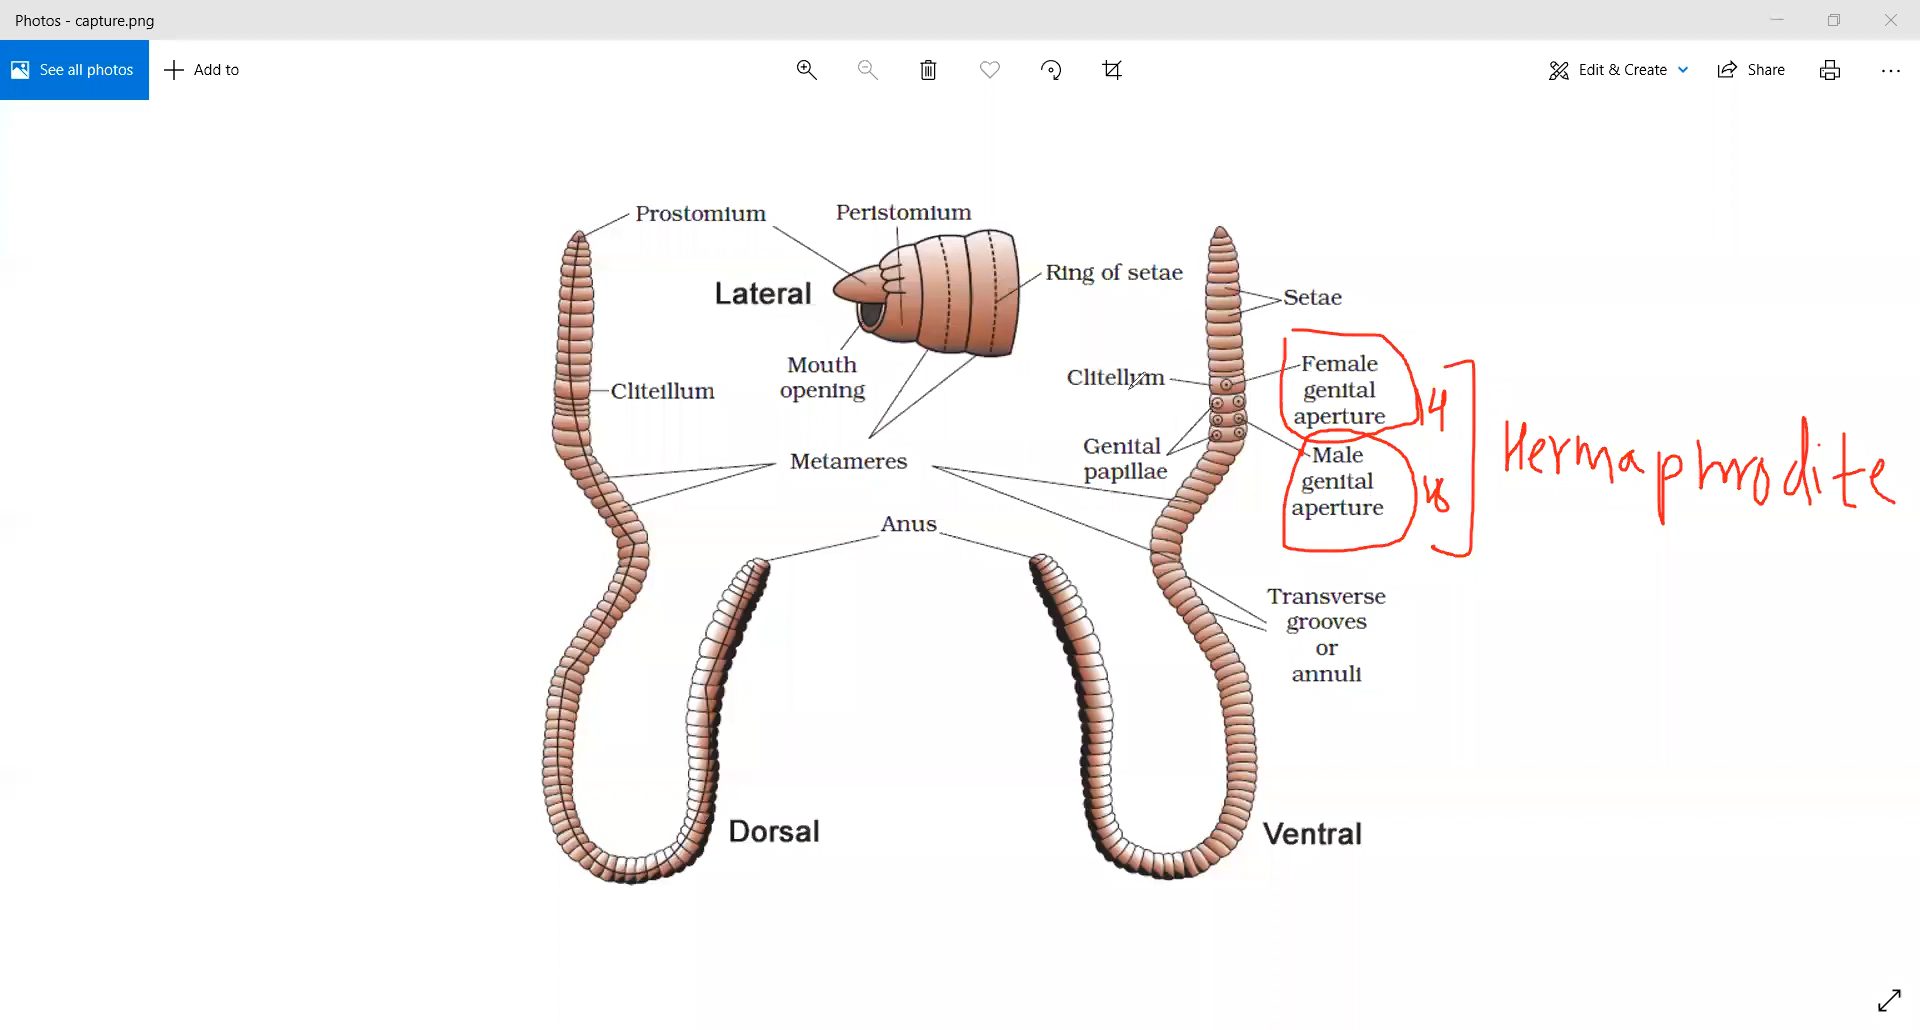 Photos - capture.png
See all photos
Add to
Edit & Create
Share
Prostomium
Peristomium
Lateral
Ring of setae
Setae
Mouth
opening
Cliteillum
Clitellum
Female
genital
aperture
14
Genital
papillae
Male
genital
aperture
18
Hermaphrodite
Metameres
Anus
Transverse
grooves
or
annuli
Dorsal
Ventral